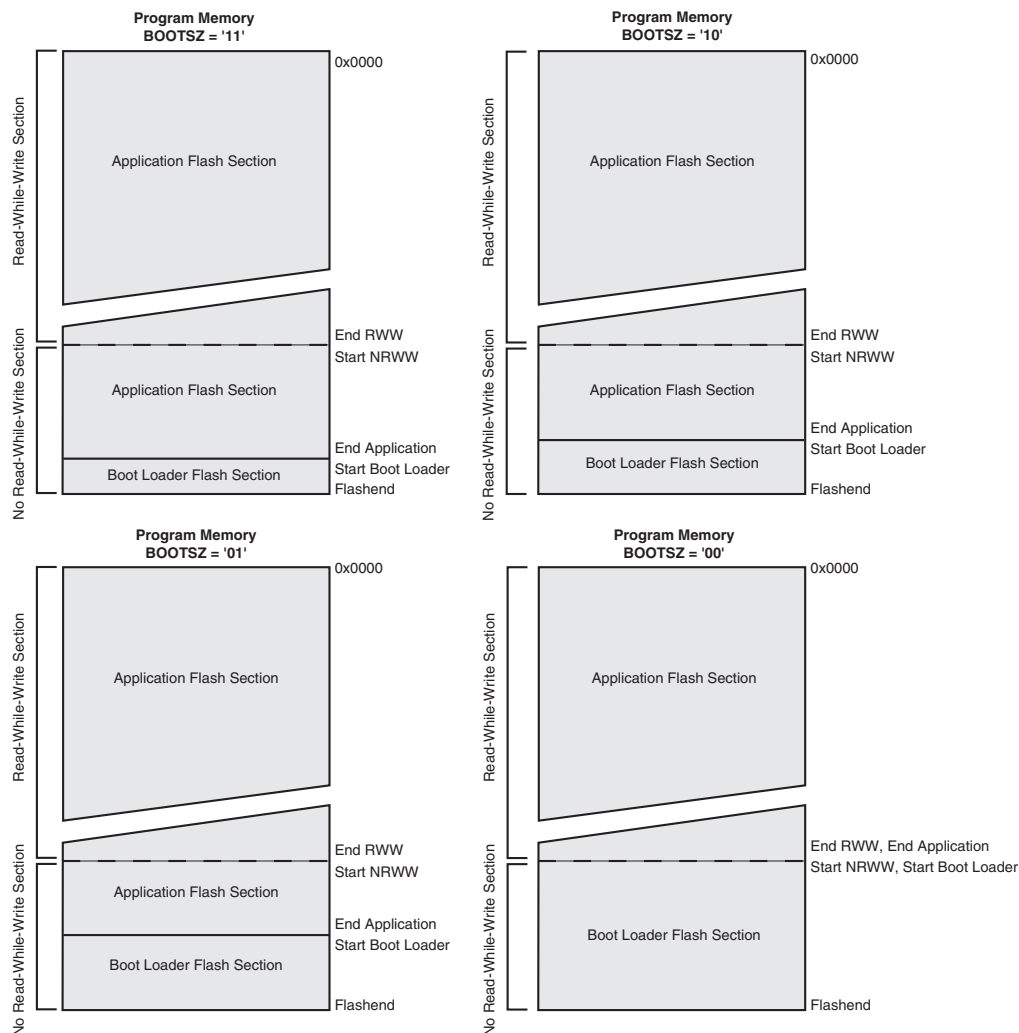 Program Memory
BOOTSZ = '11'
0x0000
Read-While-Write Section
Application Flash Section
End RWW
Start NRWW
No Read-While-Write Section
Application Flash Section
End Application
Start Boot Loader
Boot Loader Flash Section
Flashend
Program Memory
BOOTSZ = '10'
0x0000
Read-While-Write Section
Application Flash Section
End RWW
Start NRWW
No Read-While-Write Section
Application Flash Section
End Application
Start Boot Loader
Boot Loader Flash Section
Flashend
Program Memory
BOOTSZ = '01'
0x0000
Read-While-Write Section
Application Flash Section
End RWW
Start NRWW
No Read-While-Write Section
Application Flash Section
End Application
Start Boot Loader
Boot Loader Flash Section
Flashend
Program Memory
BOOTSZ = '00'
0x0000
Read-While-Write Section
Application Flash Section
End RWW, End Application
Start NRWW, Start Boot Loader
No Read-While-Write Section
Boot Loader Flash Section
Flashend